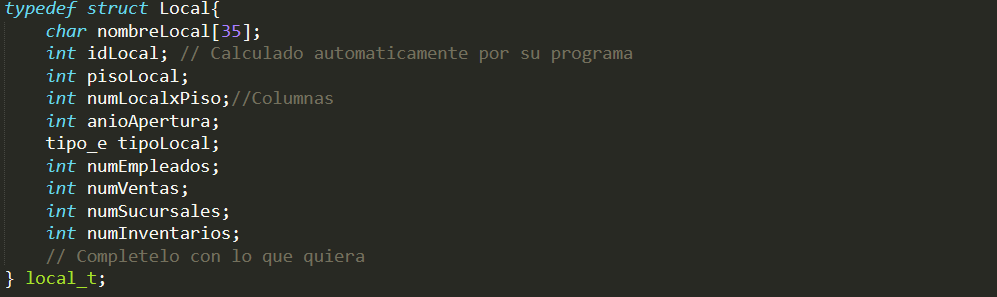 typedef struct Local{
    char nombreLocal[35];
    int idLocal; // Calculado automaticamente por su programa
    int pisoLocal;
    int numLocalxPiso;//Columnas
    int anioApertura;
    tipo_e tipoLocal;
    int numEmpleados;
    int numVentas;
    int numSucursales;
    int numInventarios;
    // Completelo con lo que quiera
} local_t;